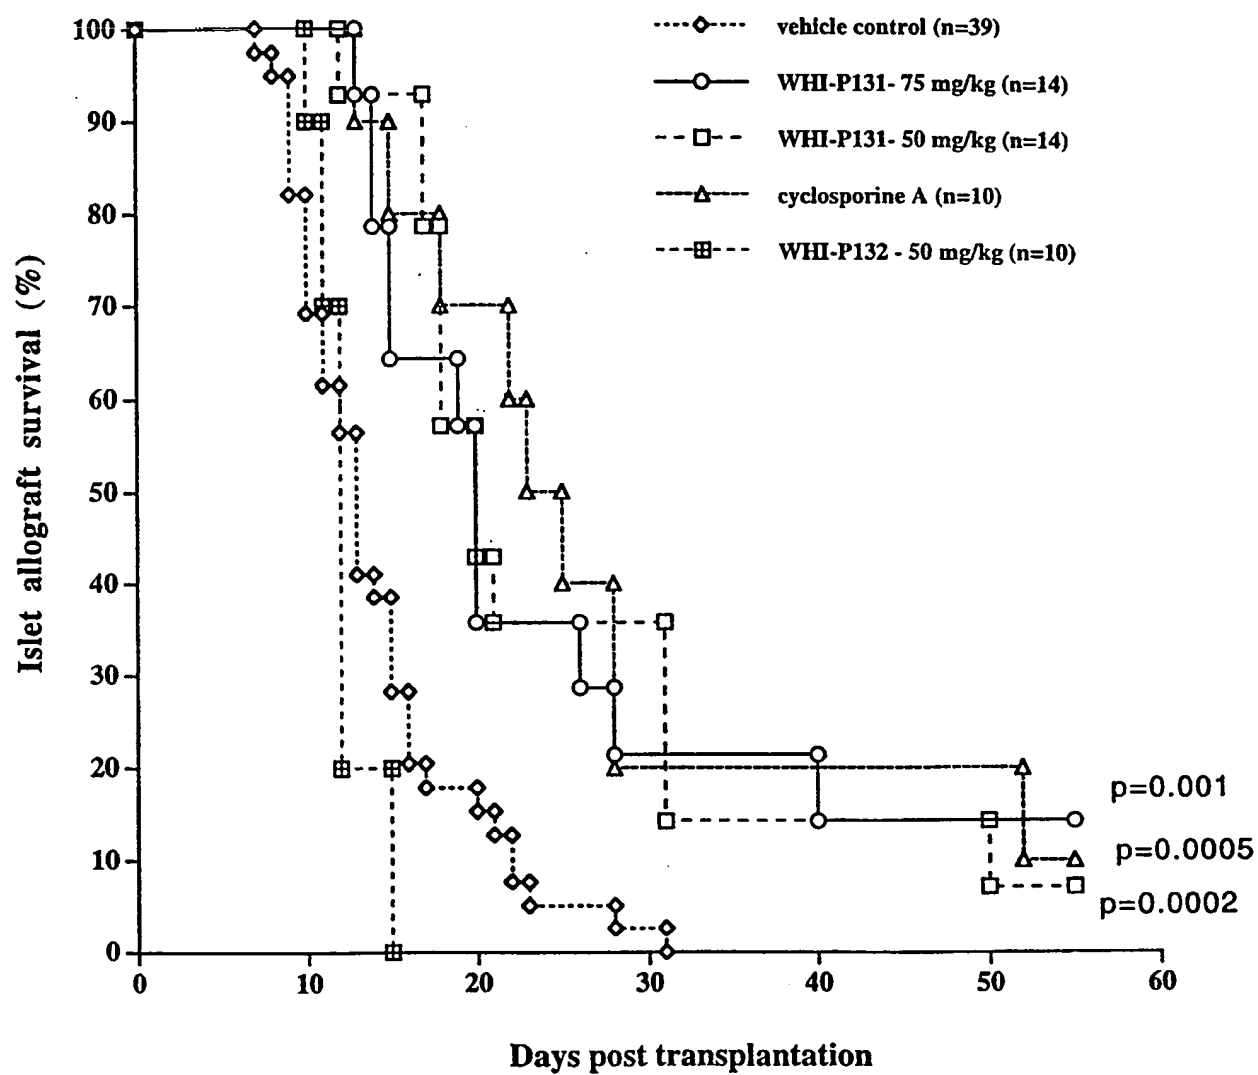 vehicle control (n=39)
WHI-P131- 75 mg/kg (n=14)
WHI-P131- 50 mg/kg (n=14)
cyclosporine A (n=10)
WHI-P132 - 50 mg/kg (n=10)
Islet allograft survival (%)
100
90
80
70
60
50
40
30
20
10
0
p=0.001
p=0.0005
p=0.0002
0 10 20 30 40 50 60
Days post transplantation